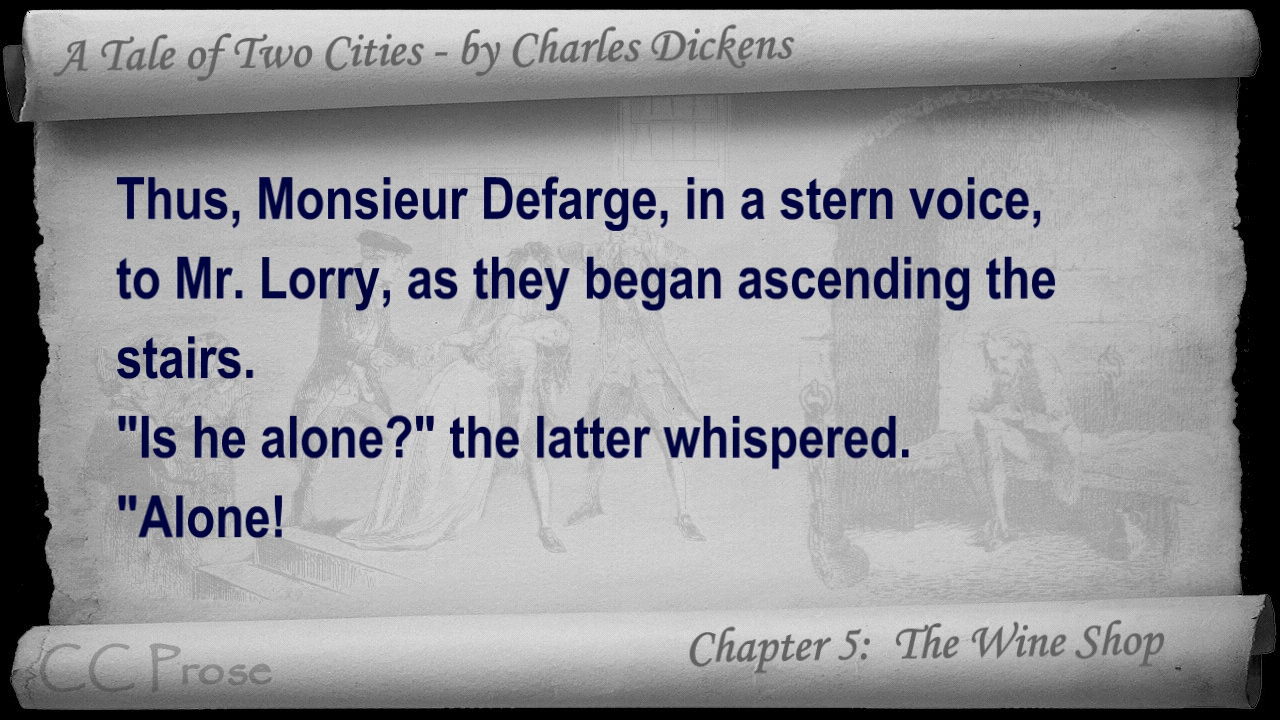 A Tale of Two Cities - by Charles Dickens
Thus, Monsieur Defarge, in a stern voice,
to Mr. Lorry, as they began ascending the
stairs.
"Is he alone?" the latter whispered.
"Alone!
Chapter 5: The Wine Shop
CC Prose